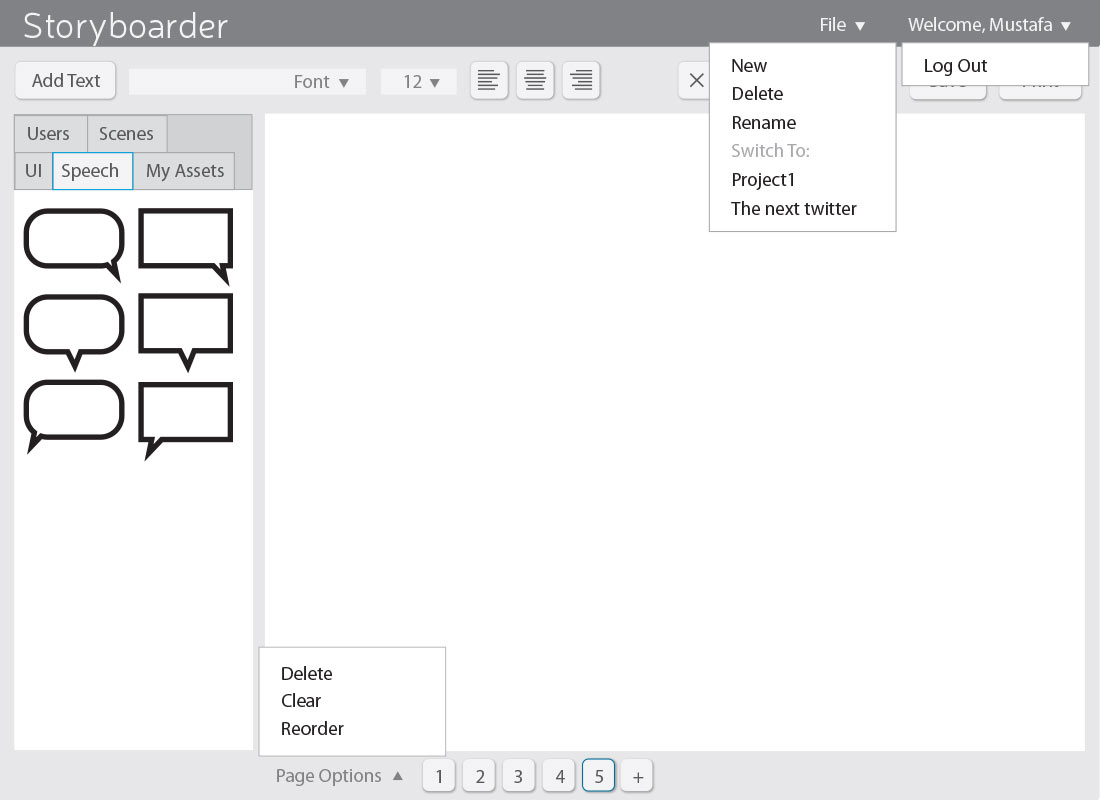 Storyboarder
File ▼
Welcome, Mustafa ▼
Add Text
Font ▼
12 ▼
New
Delete
Rename
Switch To:
Project1
The next twitter
Log Out
Users
Scenes
UI
Speech
My Assets
Delete
Clear
Reorder
Page Options ▲
1 2 3 4 5 +